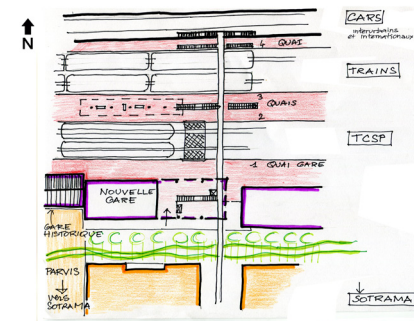 CARS
interurbains
et internationaux
4 QUAI
TRAINS
3
QUAIS
2
TCSP
1 QUAI GARE
NOUVELLE
GARE
GARE
HISTORIQUE
PARVIS
VERS
SOTRAMA
SOTRAMA
N